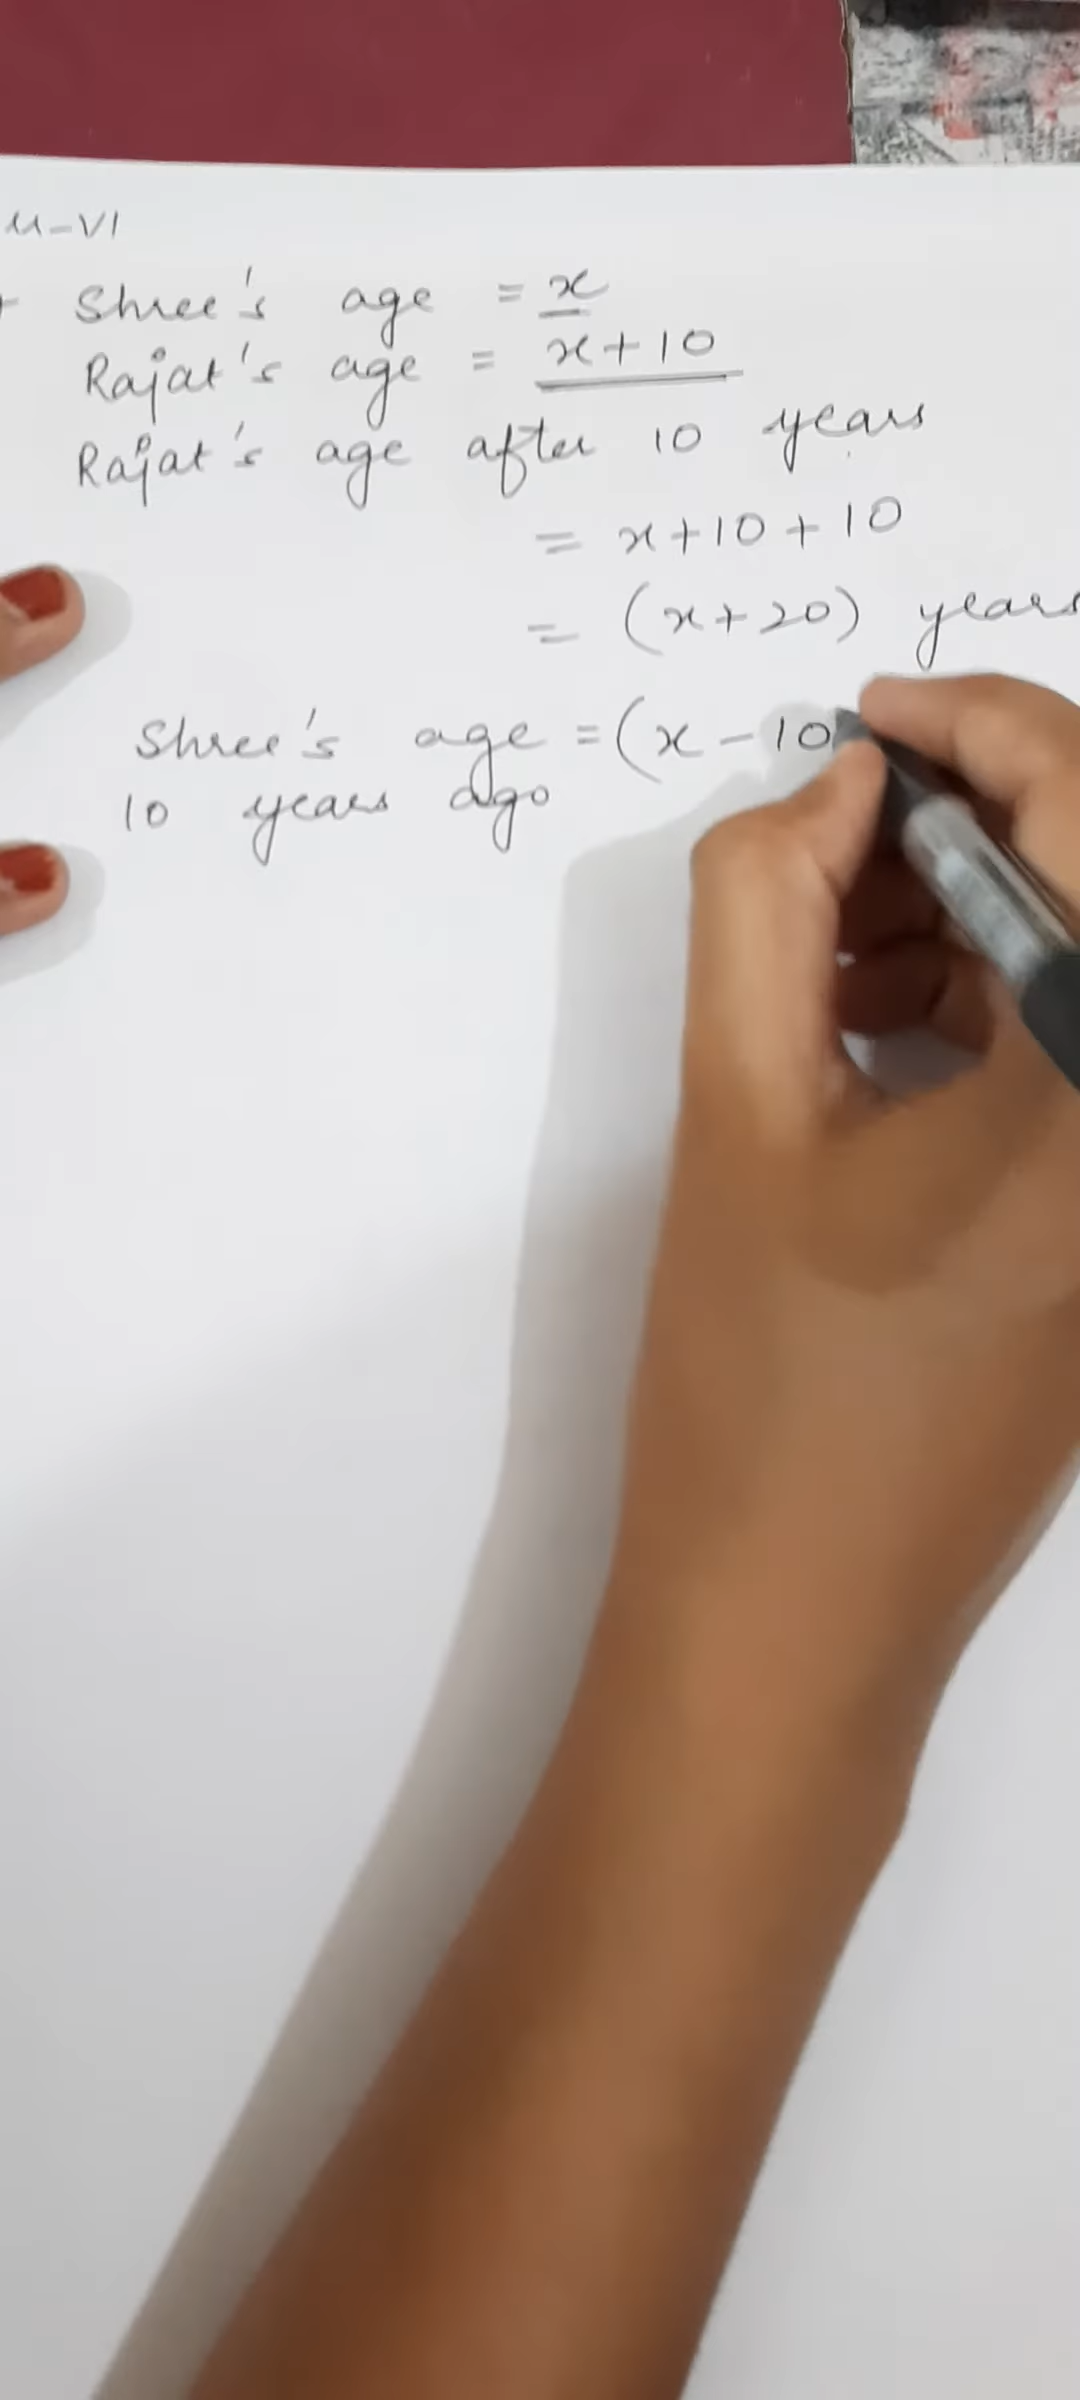 -VI
Shree's age = x
Rajat's age = x+10
Rajat's age after 10 years
= x+10+10
= (x+20) years
Shree's age = (x-10
10 years ago